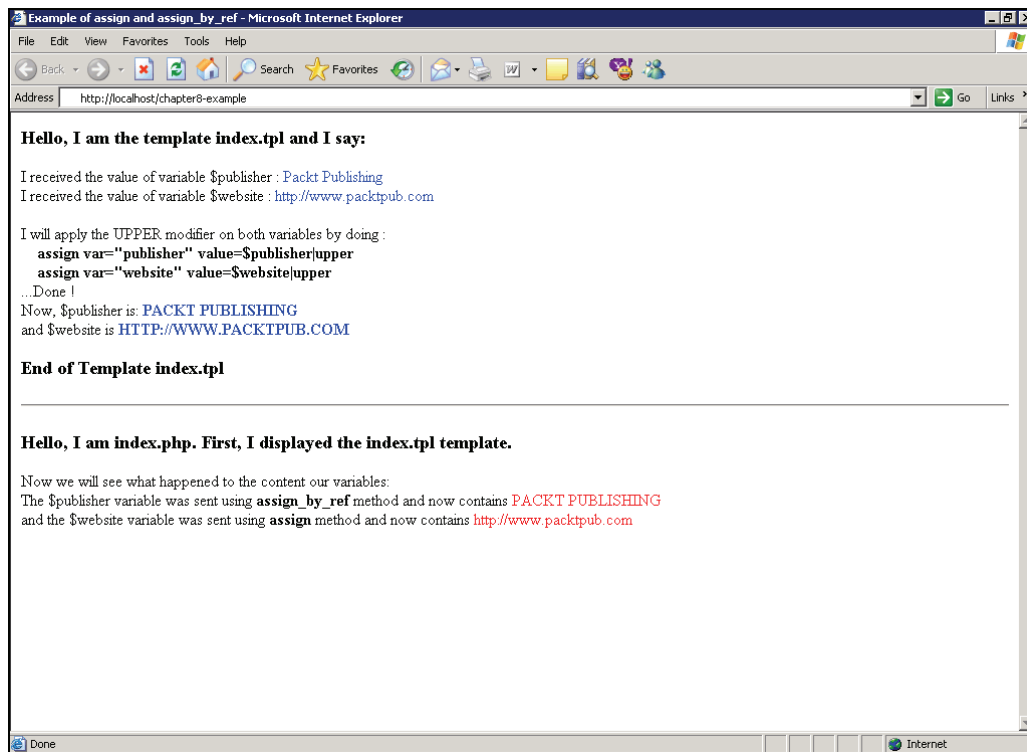 Example of assign and assign_by_ref - Microsoft Internet Explorer
File Edit View Favorites Tools Help
Back Search Favorites W
Address http://localhost/chapter8-example Go Links
Hello, I am the template index.tpl and I say:
I received the value of variable $publisher : Packt Publishing
I received the value of variable $website : http://www.packtpub.com
I will apply the UPPER modifier on both variables by doing :
assign var="publisher" value=$publisher|upper
assign var="website" value=$website|upper
...Done !
Now, $publisher is: PACKT PUBLISHING
and $website is HTTP://WWW.PACKTPUB.COM
End of Template index.tpl
Hello, I am index.php. First, I displayed the index.tpl template.
Now we will see what happened to the content our variables:
The $publisher variable was sent using assign_by_ref method and now contains PACKT PUBLISHING
and the $website variable was sent using assign method and now contains http://www.packtpub.com
Done Internet